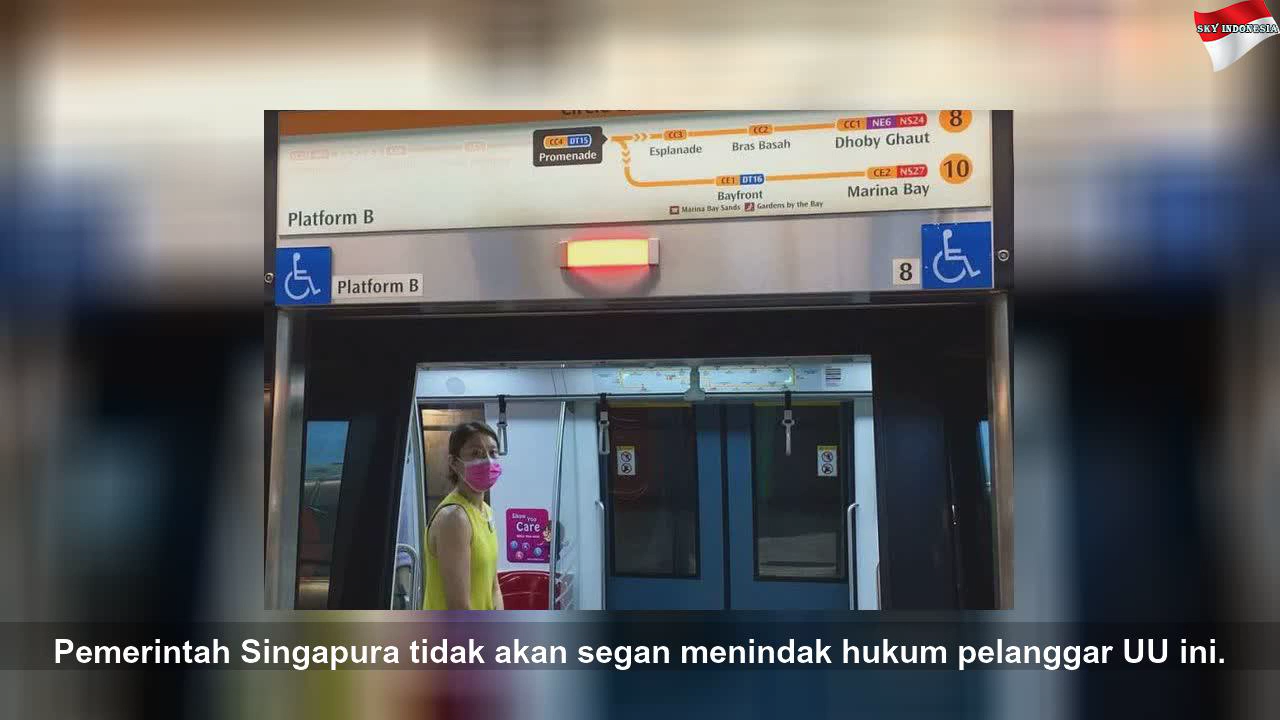 SKY INDONESIA
8
CC4 DT15
Promenade
CC3
Esplanade
CC2
Bras Basah
CC1 NE6 NS24
Dhoby Ghaut
10
CE1 DT16
Bayfront
Marina Bay Sands Gardens by the Bay
CE2 NS27
Marina Bay
Platform B
Platform B
8
Show You
Care
Pemerintah Singapura tidak akan segan menindak hukum pelanggar UU ini.